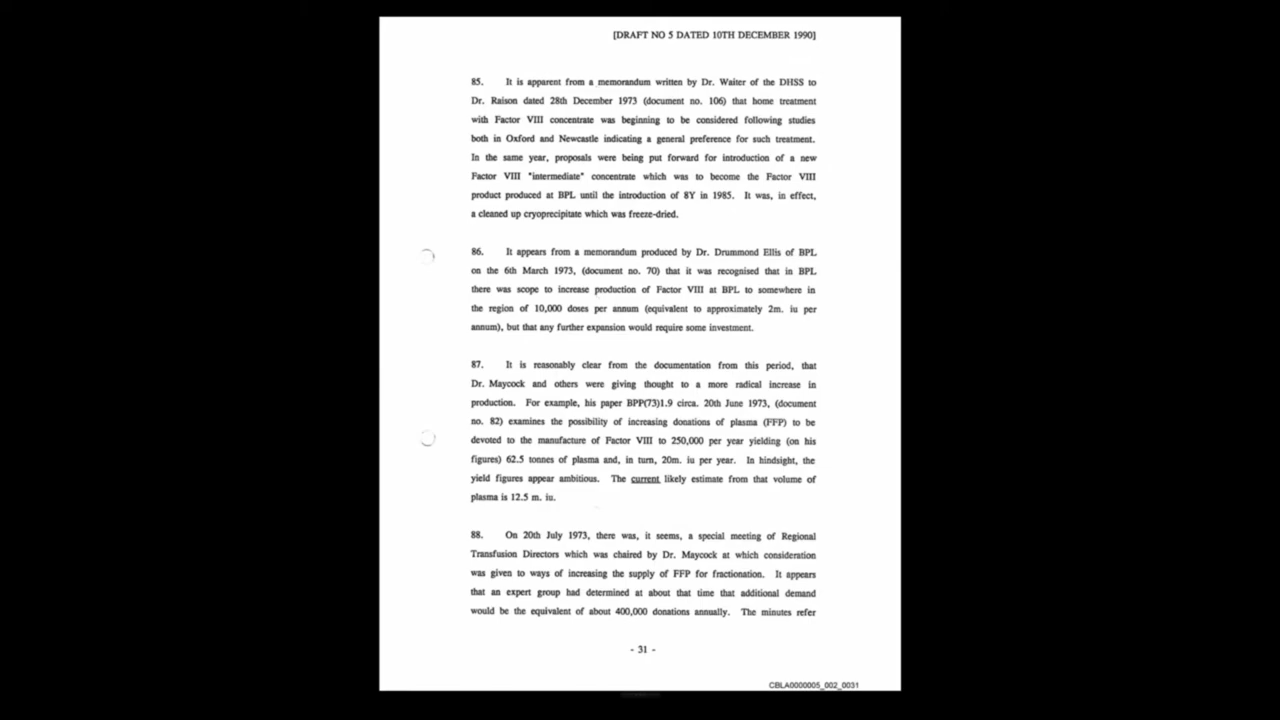 [DRAFT NO 5 DATED 10TH DECEMBER 1990]
85. It is apparent from a memorandum written by Dr. Waiter of the DHSS to
Dr. Raison dated 28th December 1973 (document no. 106) that home treatment
with Factor VIII concentrate was beginning to be considered following studies
both in Oxford and Newcastle indicating a general preference for such treatment.
In the same year, proposals were being put forward for introduction of a new
Factor VIII "intermediate" concentrate which was to become the Factor VIII
product produced at BPL until the introduction of 8Y in 1985. It was, in effect,
a cleaned up cryoprecipitate which was freeze-dried.
86. It appears from a memorandum produced by Dr. Drummond Ellis of BPL
on the 6th March 1973, (document no. 70) that it was recognised that in BPL
there was scope to increase production of Factor VIII at BPL to somewhere in
the region of 10,000 doses per annum (equivalent to approximately 2m. iu per
annum), but that any further expansion would require some investment.
87. It is reasonably clear from the documentation from this period, that
Dr. Maycock and others were giving thought to a more radical increase in
production. For example, his paper BPP(73)1.9 circa. 20th June 1973, (document
no. 82) examines the possibility of increasing donations of plasma (FFP) to be
devoted to the manufacture of Factor VIII to 250,000 per year yielding (on his
figures) 62.5 tonnes of plasma and, in turn, 20m. iu per year. In hindsight, the
yield figures appear ambitious. The current likely estimate from that volume of
plasma is 12.5 m. iu.
88. On 20th July 1973, there was, it seems, a special meeting of Regional
Transfusion Directors which was chaired by Dr. Maycock at which consideration
was given to ways of increasing the supply of FFP for fractionation. It appears
that an expert group had determined at about that time that additional demand
would be the equivalent of about 400,000 donations annually. The minutes refer
- 31 -
CBLA0000005_002_0031